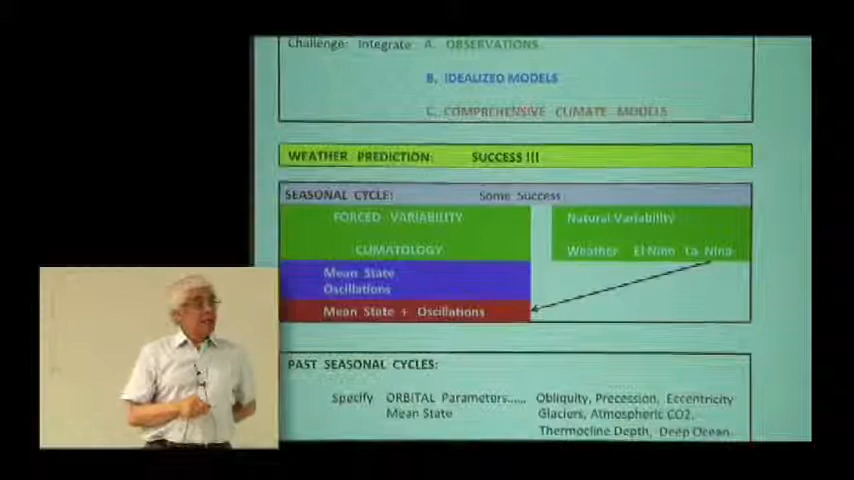 Challenge: Integrate A. OBSERVATIONS
B. IDEALIZED MODELS
C. COMPREHENSIVE CLIMATE MODELS
WEATHER PREDICTION: SUCCESS !!!
SEASONAL CYCLE: Some Success
FORCED VARIABILITY Natural Variability
CLIMATOLOGY Weather El Nino La Nina
Mean State
Oscillations
Mean State + Oscillations
PAST SEASONAL CYCLES:
Specify ORBITAL Parameters..... Obliquity, Precession, Eccentricity
Mean State Glaciers, Atmospheric CO2,
Thermocline Depth, Deep Ocean